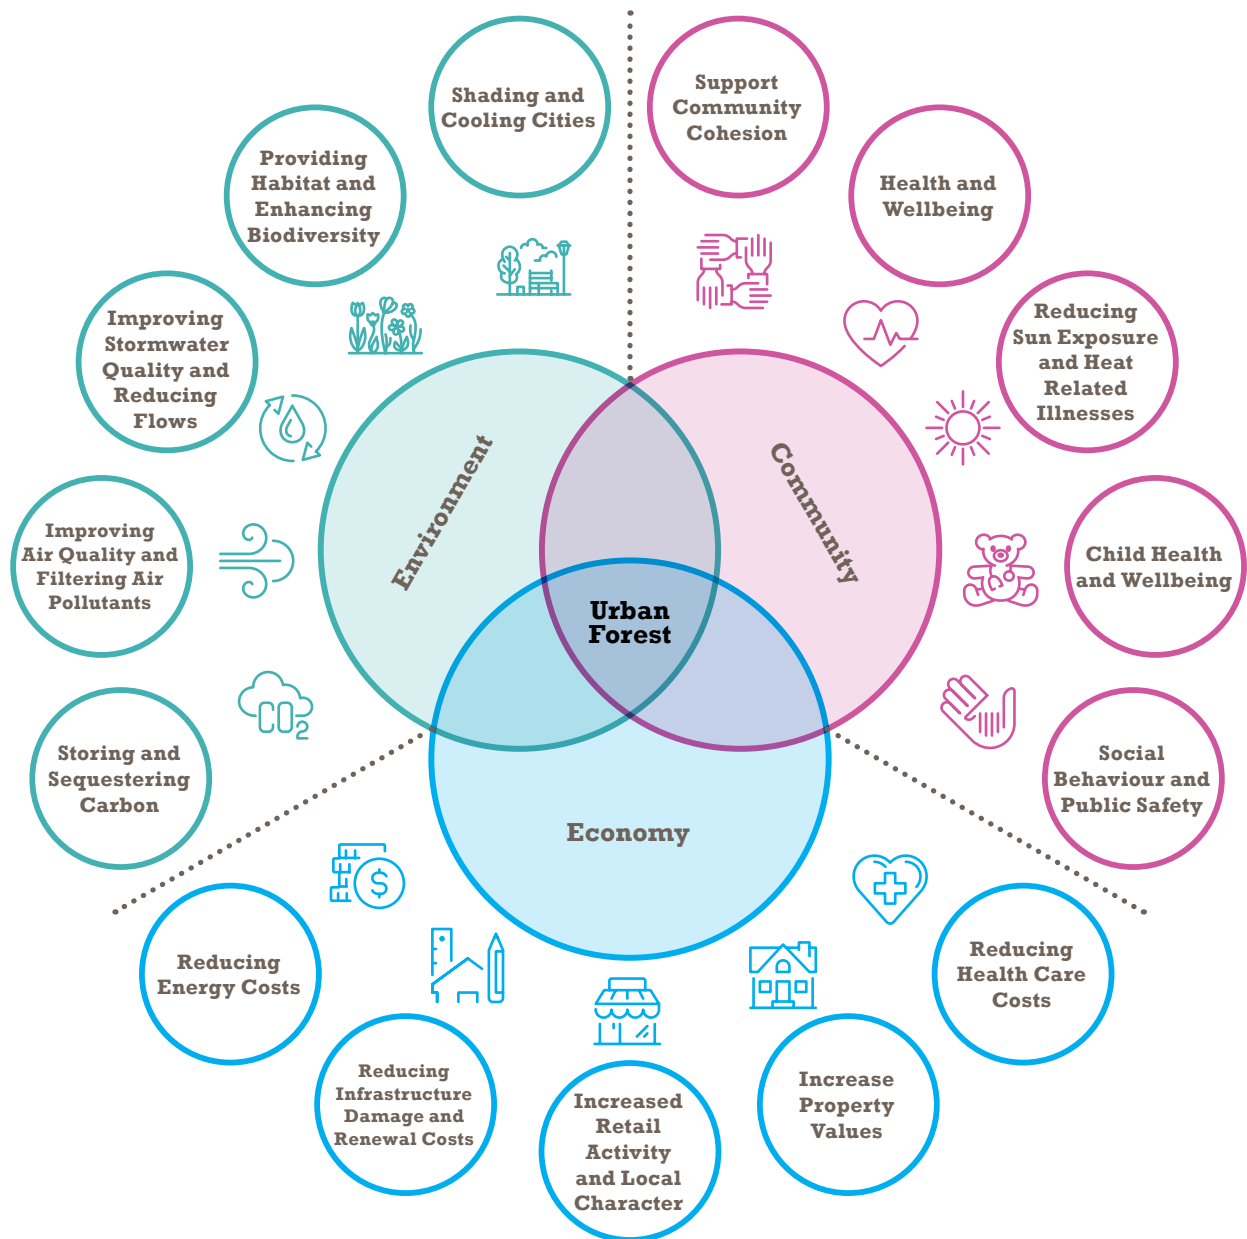 Shading and
Cooling Cities
Support
Community
Cohesion
Providing
Habitat and
Enhancing
Biodiversity
Health and
Wellbeing
Improving
Stormwater
Quality and
Reducing
Flows
Reducing
Sun Exposure
and Heat
Related
Illnesses
Environment
Community
Improving
Air Quality and
Filtering Air
Pollutants
Child Health
and Wellbeing
Urban
Forest
CO2
Storing and
Sequestering
Carbon
Social
Behaviour and
Public Safety
Economy
$
Reducing
Energy Costs
Reducing
Health Care
Costs
Reducing
Infrastructure
Damage and
Renewal Costs
Increased
Retail
Activity
and Local
Character
Increase
Property
Values